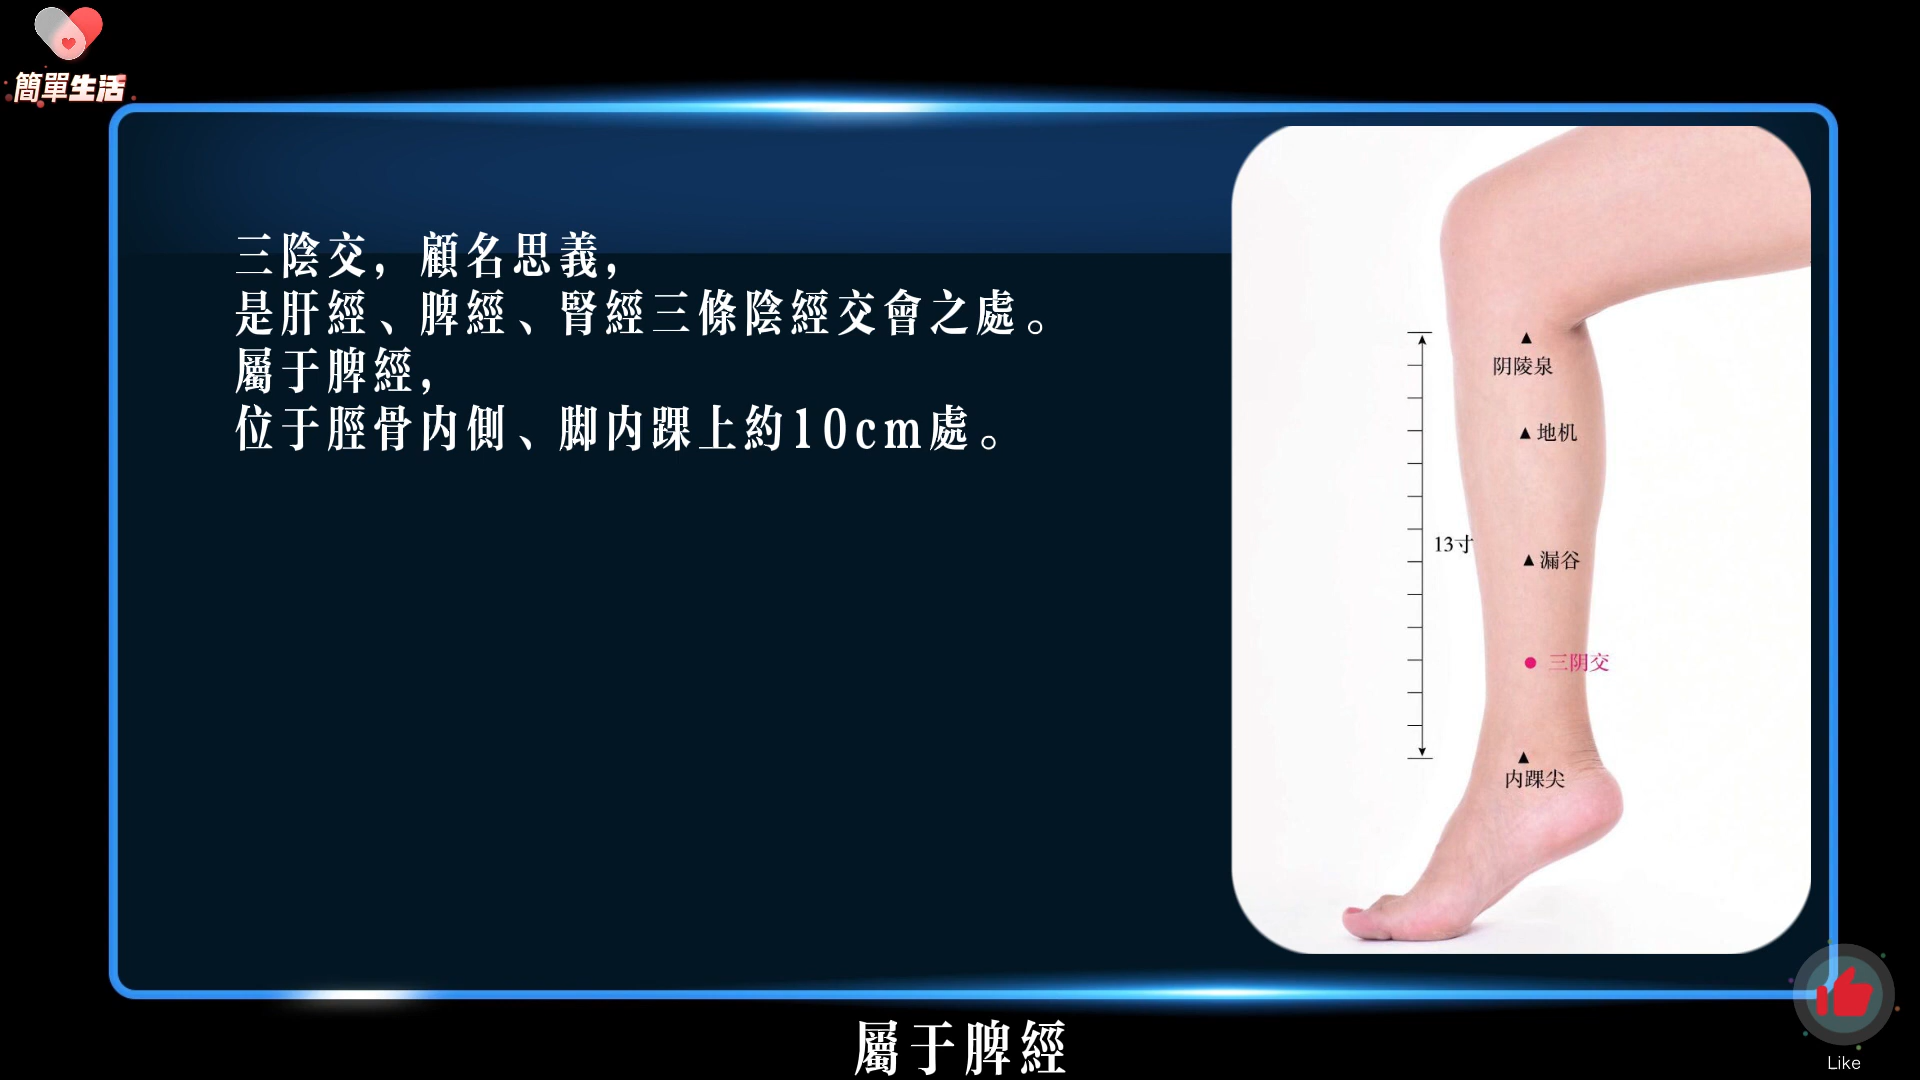 簡單生活
三陰交，顧名思義，
是肝經、脾經、腎經三條陰經交會之處。
屬于脾經，
位于脛骨内側、脚内踝上約10cm處。
阴陵泉
地机
13寸
漏谷
三阴交
内踝尖
屬于脾經
Like